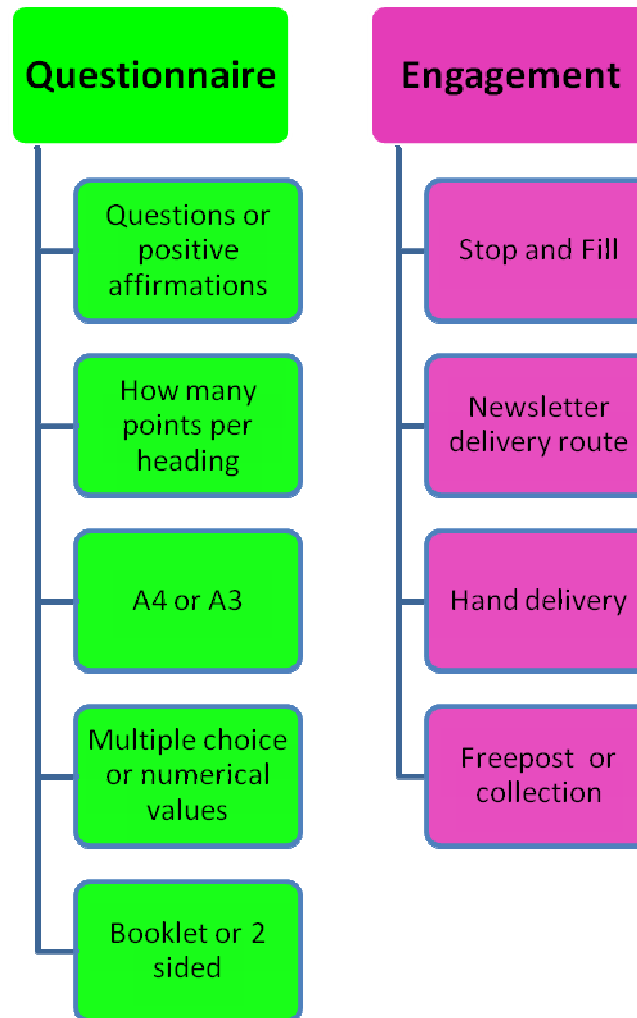 Questionnaire
Questions or
positive
affirmations
How many
points per
heading
A4 or A3
Multiple choice
or numerical
values
Booklet or 2
sided
Engagement
Stop and Fill
Newsletter
delivery route
Hand delivery
Freepost or
collection